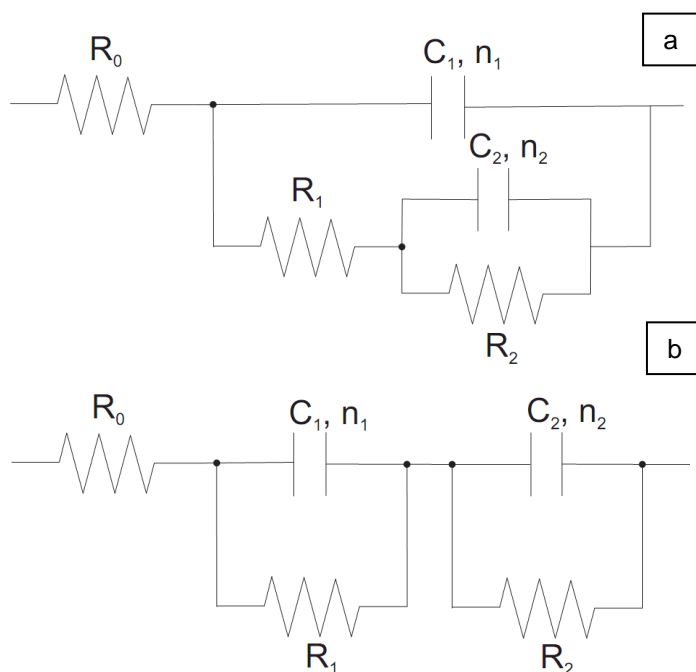 a
R₀
C₁, n₁
C₂, n₂
R₁
R₂
b
R₀
C₁, n₁
C₂, n₂
R₁
R₂